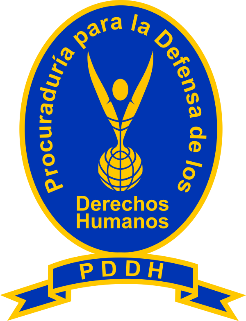 Procuraduría para la Defensa de los
Derechos
Humanos
PDDH